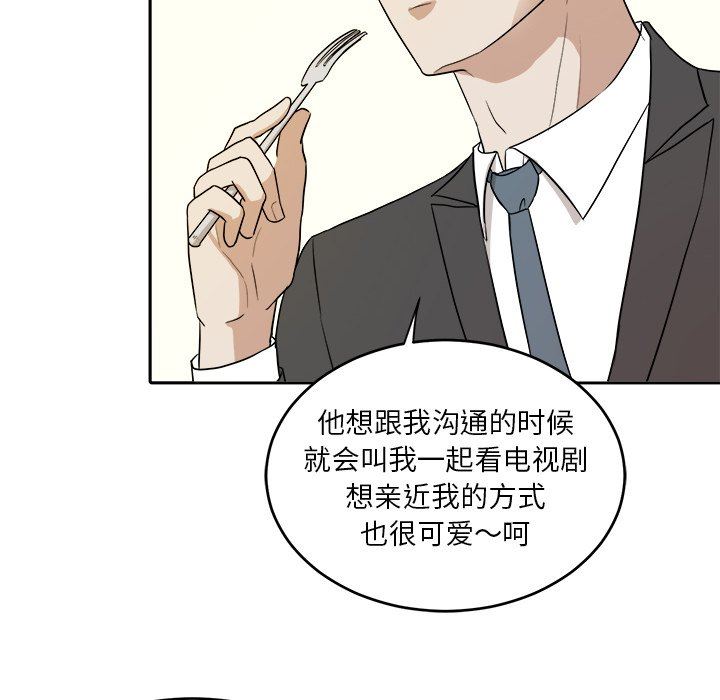 他想跟我沟通的时候
就会叫我一起看电视剧
想亲近我的方式
也很可爱～呵